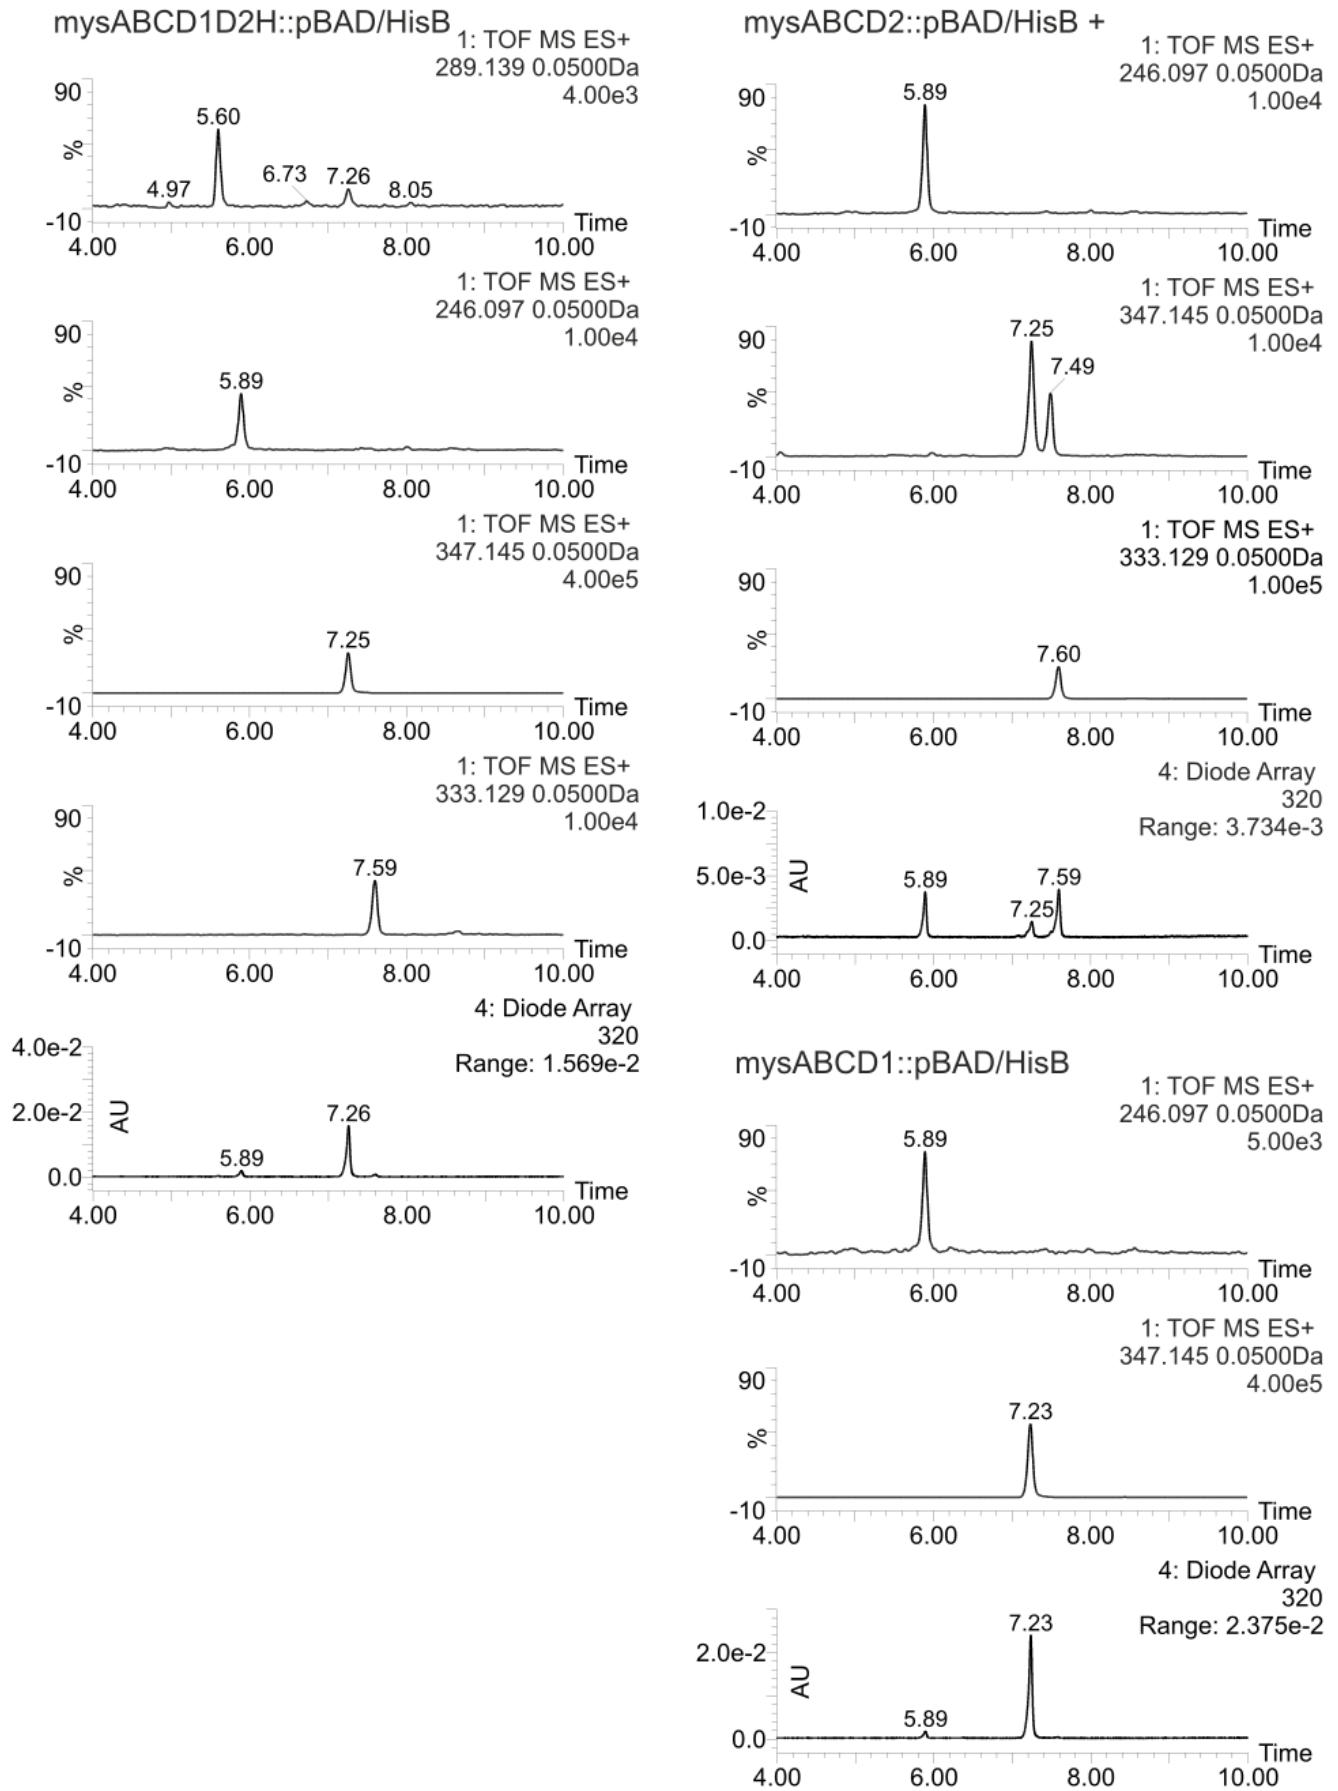 mysABCD1D2H::pBAD/HisB
1: TOF MS ES+
289.139 0.0500Da
4.00e3
90
%
-10
5.60
4.97
6.73
7.26
8.05
Time
4.00 6.00 8.00 10.00
1: TOF MS ES+
246.097 0.0500Da
1.00e4
90
%
-10
5.89
Time
4.00 6.00 8.00 10.00
1: TOF MS ES+
347.145 0.0500Da
4.00e5
90
%
-10
7.25
Time
4.00 6.00 8.00 10.00
1: TOF MS ES+
333.129 0.0500Da
1.00e4
90
%
-10
7.59
Time
4.00 6.00 8.00 10.00
4: Diode Array
320
Range: 1.569e-2
4.0e-2
2.0e-2
AU
0.0
7.26
5.89
Time
4.00 6.00 8.00 10.00
mysABCD2::pBAD/HisB +
1: TOF MS ES+
246.097 0.0500Da
1.00e4
90
%
-10
5.89
Time
4.00 6.00 8.00 10.00
1: TOF MS ES+
347.145 0.0500Da
1.00e4
90
%
-10
7.25
7.49
Time
4.00 6.00 8.00 10.00
1: TOF MS ES+
333.129 0.0500Da
1.00e5
90
%
-10
7.60
Time
4.00 6.00 8.00 10.00
4: Diode Array
320
Range: 3.734e-3
1.0e-2
5.0e-3
AU
0.0
5.89
7.25
7.59
Time
4.00 6.00 8.00 10.00
mysABCD1::pBAD/HisB
1: TOF MS ES+
246.097 0.0500Da
5.00e3
90
%
-10
5.89
Time
4.00 6.00 8.00 10.00
1: TOF MS ES+
347.145 0.0500Da
4.00e5
90
%
-10
7.23
Time
4.00 6.00 8.00 10.00
4: Diode Array
320
Range: 2.375e-2
2.0e-2
AU
0.0
7.23
5.89
Time
4.00 6.00 8.00 10.00